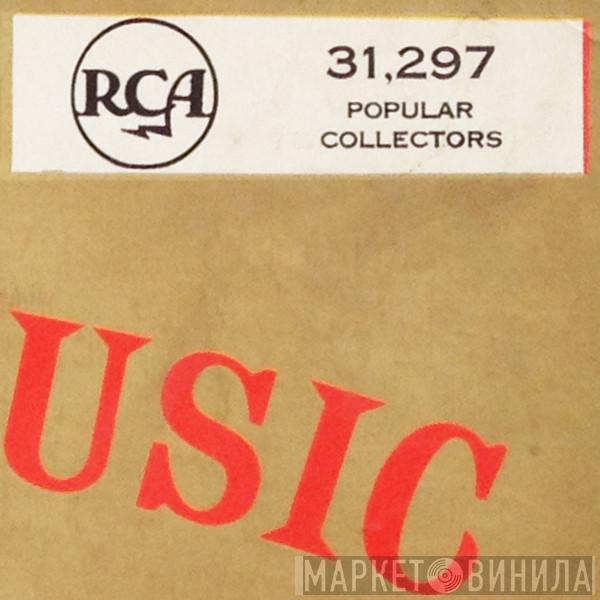 RCA
31,297
POPULAR
COLLECTORS
USIC
МАРКЕТ ВИНИЛА